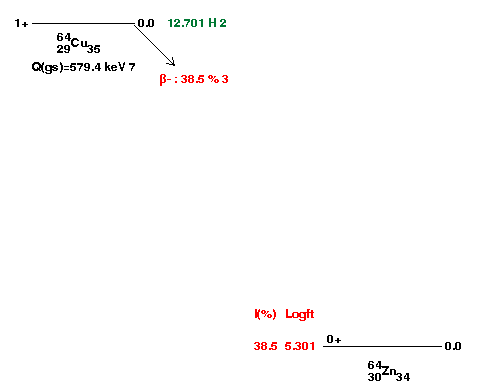 1+ 0.0 12.701 H 2
64
29Cu35
Q(gs)=579.4 keV 7
β- : 38.5 % 3
I(%) Logft
38.5 5.301 0+ 0.0
64
30Zn34